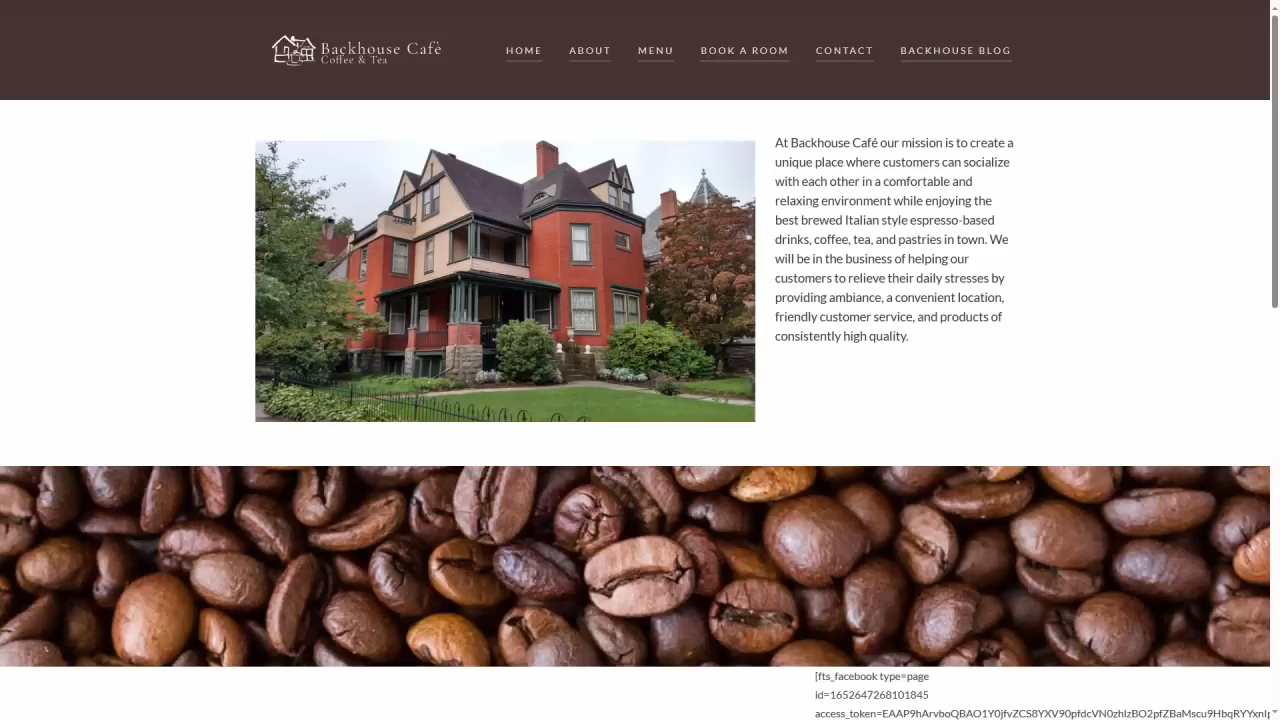 Backhouse Cafè
Coffee & Tea
HOME ABOUT MENU BOOK A ROOM CONTACT BACKHOUSE BLOG
At Backhouse Café our mission is to create a
unique place where customers can socialize
with each other in a comfortable and
relaxing environment while enjoying the
best brewed Italian style espresso-based
drinks, coffee, tea, and pastries in town. We
will be in the business of helping our
customers to relieve their daily stresses by
providing ambiance, a convenient location,
friendly customer service, and products of
consistently high quality.
[fts_facebook type=page
id=1652647268101845